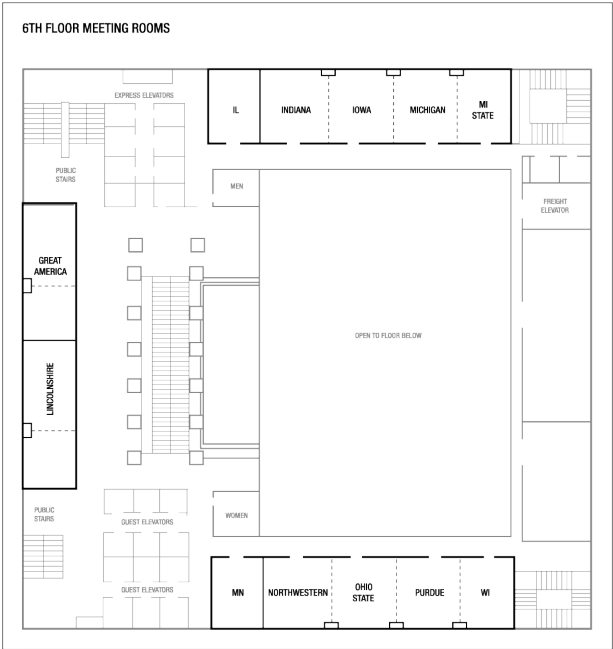 6TH FLOOR MEETING ROOMS
EXPRESS ELEVATORS
IL
INDIANA
IOWA
MICHIGAN
MI
STATE
PUBLIC
STAIRS
MEN
FREIGHT
ELEVATOR
GREAT
AMERICA
OPEN TO FLOOR BELOW
LINCOLNSHIRE
PUBLIC
STAIRS
GUEST ELEVATORS
WOMEN
GUEST ELEVATORS
MN
NORTHWESTERN
OHIO
STATE
PURDUE
WI